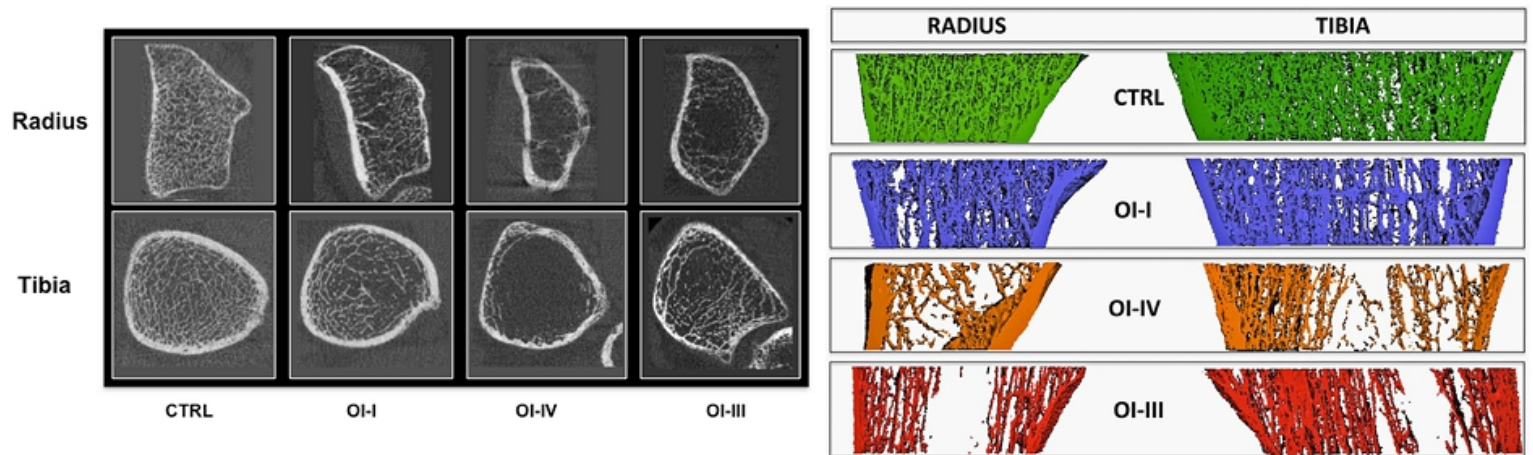 Radius
Tibia
CTRL OI-I OI-IV OI-III
RADIUS TIBIA
CTRL
OI-I
OI-IV
OI-III